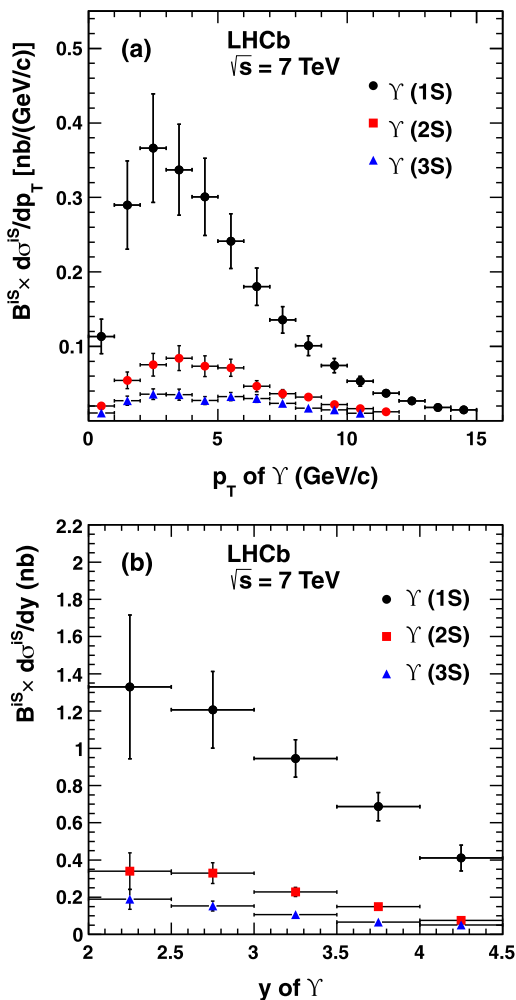 (a)
LHCb
√s = 7 TeV
ϒ (1S)
ϒ (2S)
ϒ (3S)
B^iS × dσ^iS/dp_T [nb/(GeV/c)]
0.5
0.4
0.3
0.2
0.1
0 5 10 15
p_T of ϒ (GeV/c)
(b)
LHCb
√s = 7 TeV
ϒ (1S)
ϒ (2S)
ϒ (3S)
B^iS × dσ^iS/dy (nb)
2.2
2
1.8
1.6
1.4
1.2
1
0.8
0.6
0.4
0.2
0
2 2.5 3 3.5 4 4.5
y of ϒ